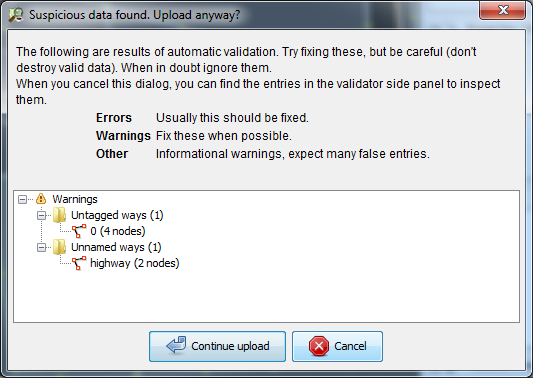 Suspicious data found. Upload anyway?
The following are results of automatic validation. Try fixing these, but be careful (don't
destroy valid data). When in doubt ignore them.
When you cancel this dialog, you can find the entries in the validator side panel to inspect
them.
Errors Usually this should be fixed.
Warnings Fix these when possible.
Other Informational warnings, expect many false entries.
Warnings
Untagged ways (1)
0 (4 nodes)
Unnamed ways (1)
highway (2 nodes)
Continue upload Cancel